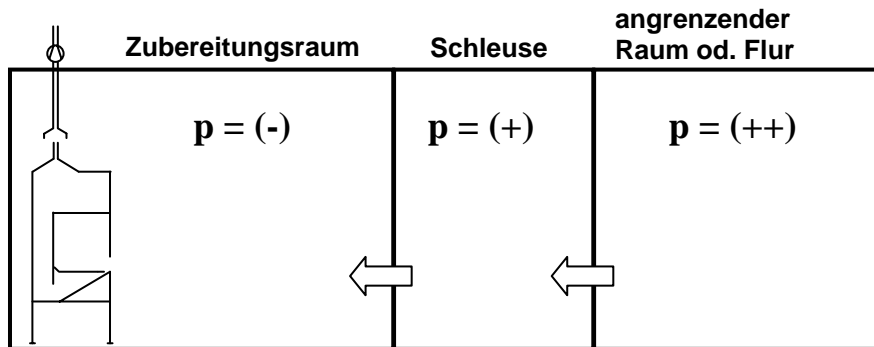 Zubereitungsraum
Schleuse
angrenzender
Raum od. Flur
p = (-)
p = (+)
p = (++)